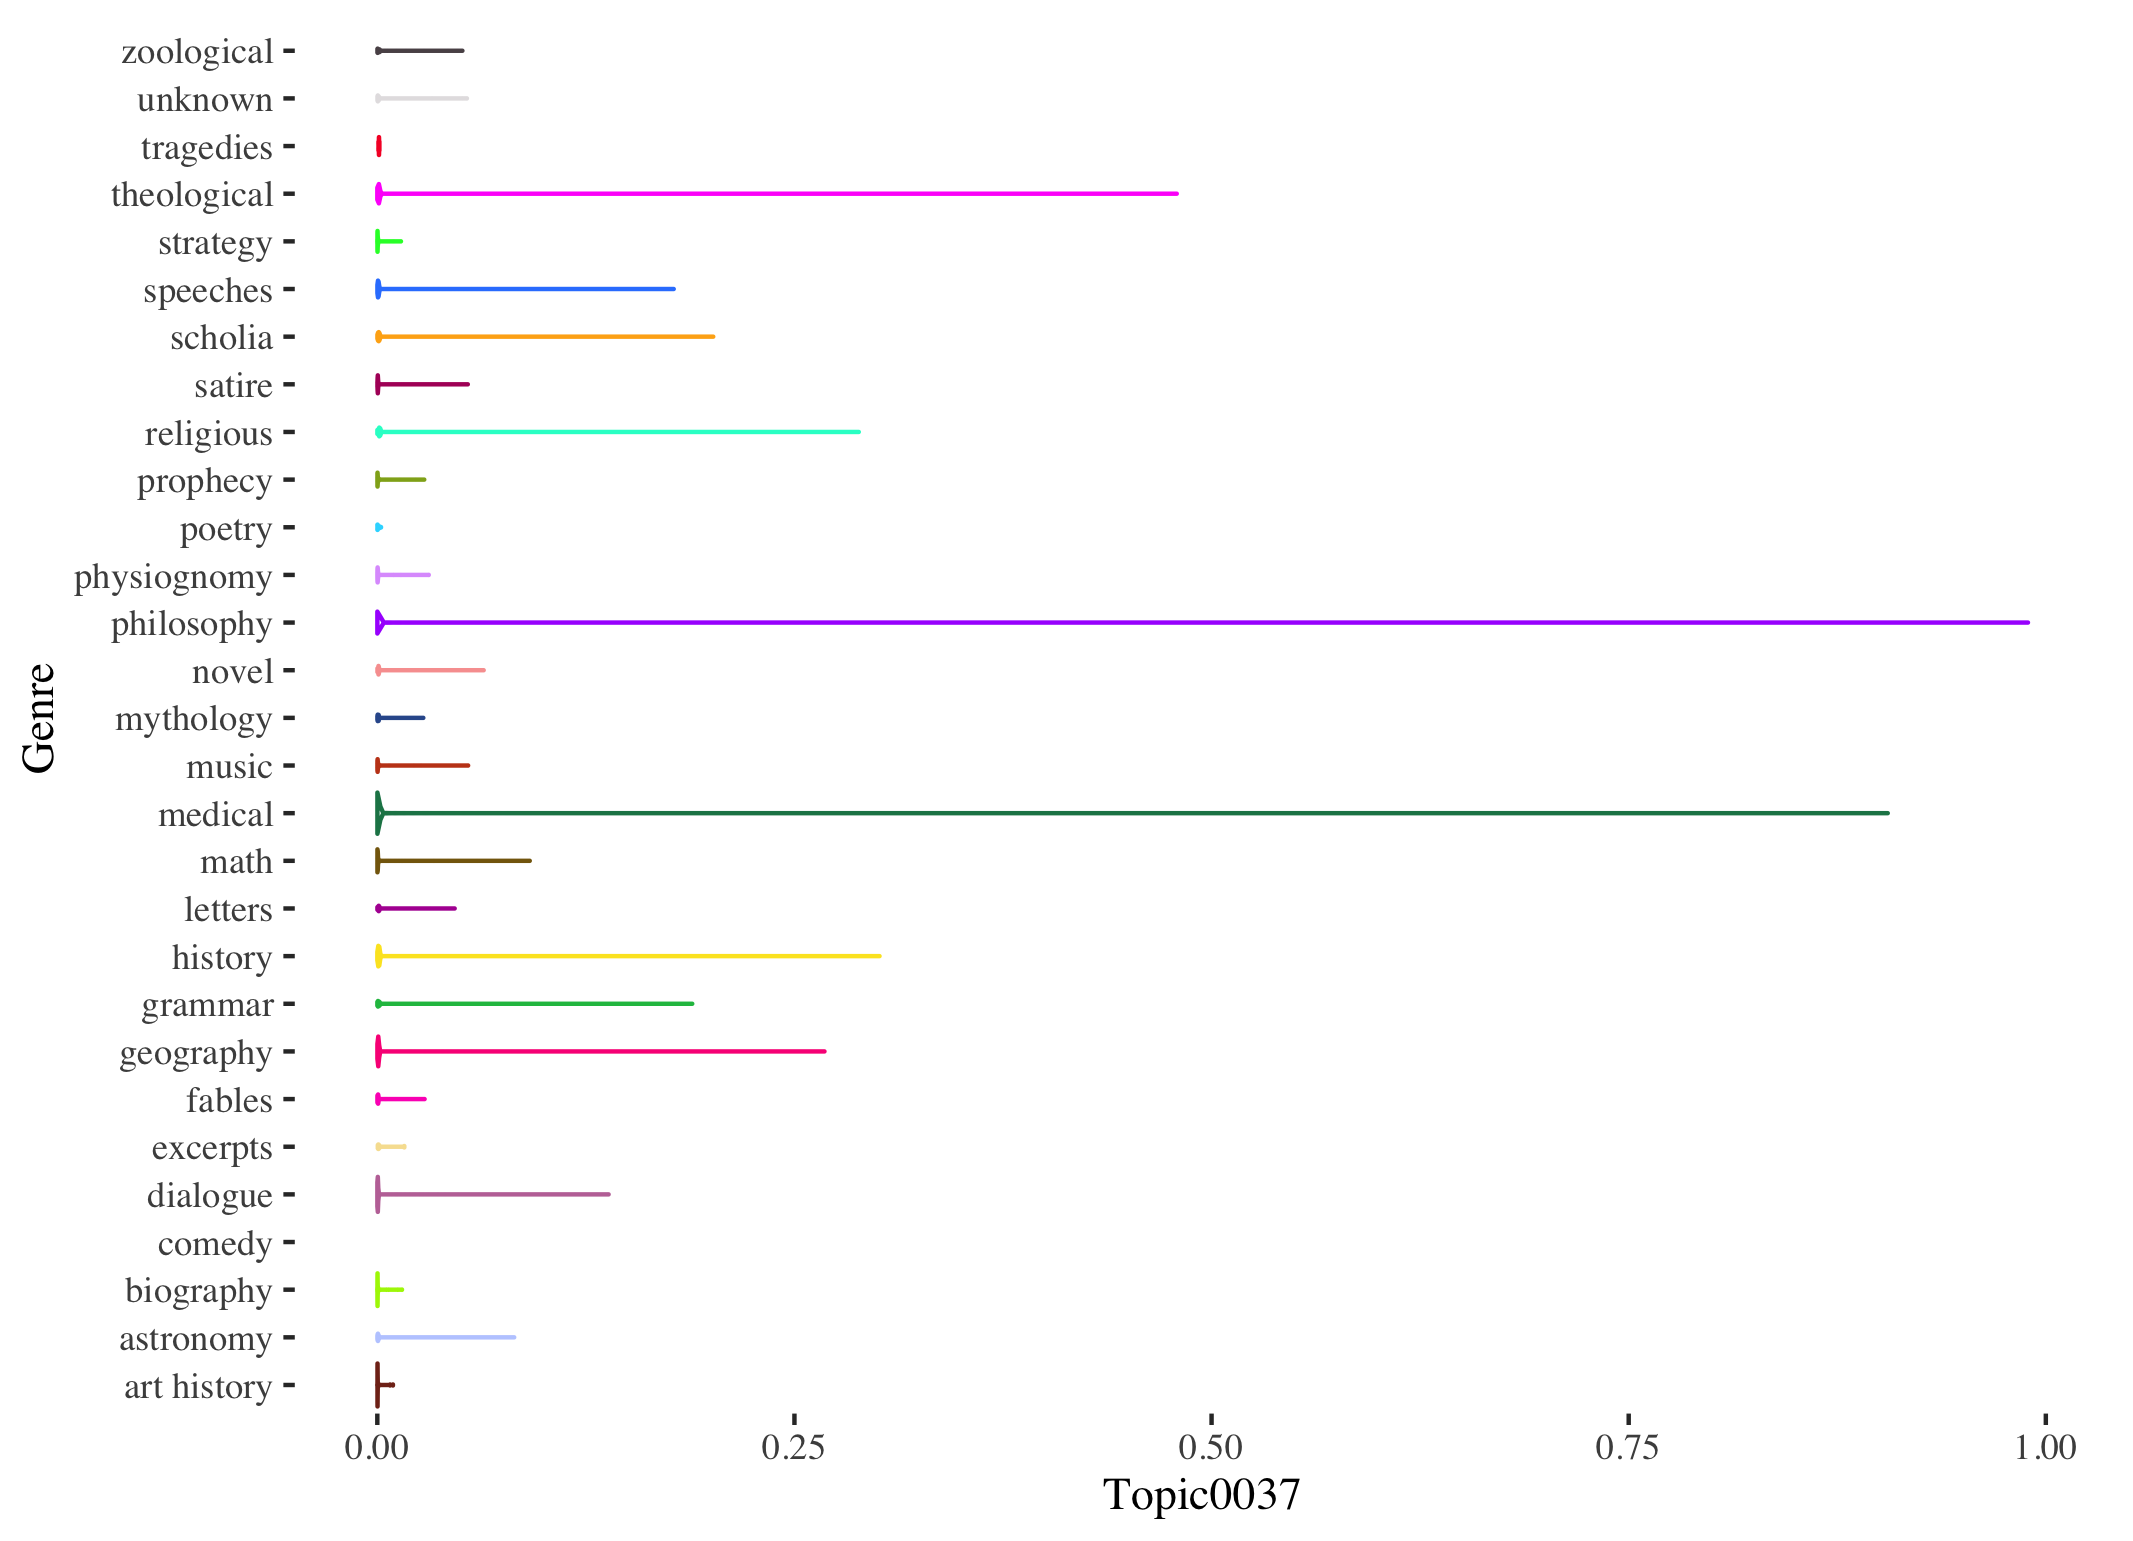 zoological
unknown
tragedies
theological
strategy
speeches
scholia
satire
religious
prophecy
poetry
physiognomy
philosophy
novel
mythology
music
medical
math
letters
history
grammar
geography
fables
excerpts
dialogue
comedy
biography
astronomy
art history
Genre
0.00 0.25 0.50 0.75 1.00
Topic0037